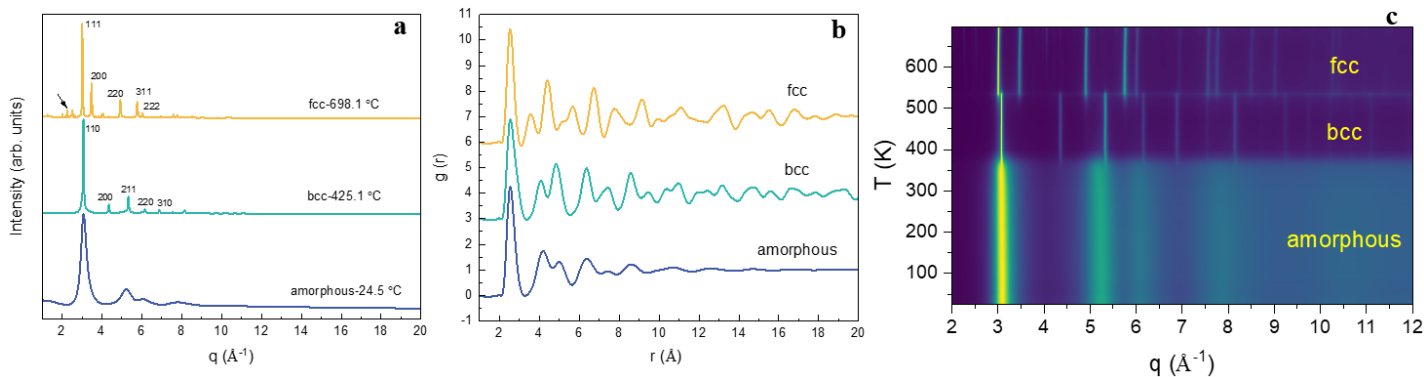 a
Intensity (arb. units)
111
200
220
311
222
fcc-698.1 °C
110
200
211
220
310
bcc-425.1 °C
amorphous-24.5 °C
2 4 6 8 10 12 14 16 18 20
q (Å⁻¹)
b
g (r)
11
10
9
8
7
6
5
4
3
2
1
0
fcc
bcc
amorphous
2 4 6 8 10 12 14 16 18 20
r (Å)
c
T (K)
600
500
400
300
200
100
fcc
bcc
amorphous
2 3 4 5 6 7 8 9 10 11 12
q (Å⁻¹)